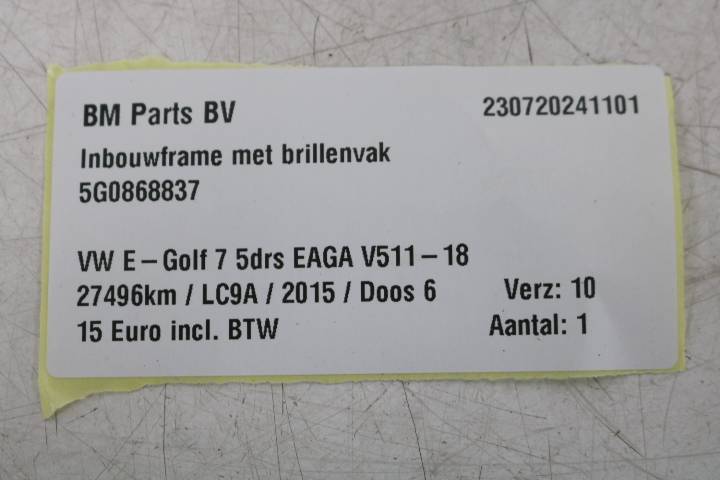 BM Parts BV 230720241101
Inbouwframe met brillenvak
5G0868837
VW E–Golf 7 5drs EAGA V511–18
27496km / LC9A / 2015 / Doos 6 Verz: 10
15 Euro incl. BTW Aantal: 1